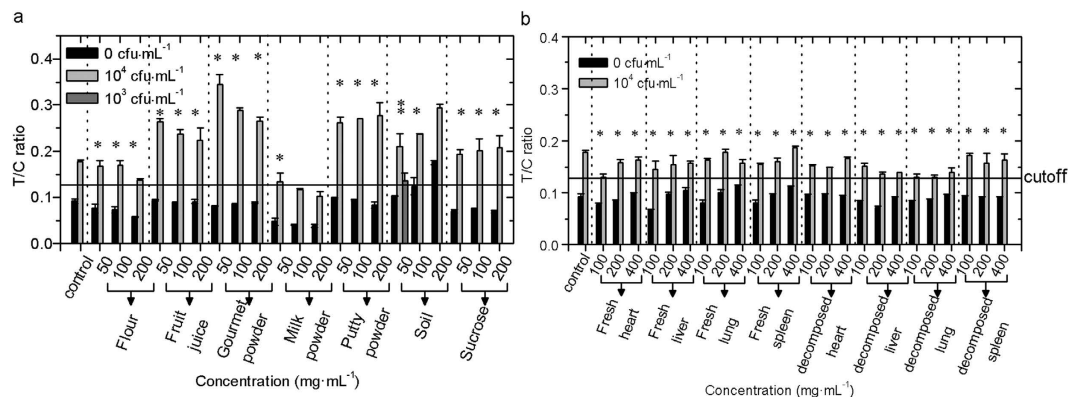 a
T/C ratio
0.4
0.3
0.2
0.1
0.0
0 cfu·mL⁻¹
10⁴ cfu·mL⁻¹
10³ cfu·mL⁻¹
* * * * * * * * * * * * * * * * * * *
control 50 100 200 50 100 200 50 100 200 50 100 200 50 100 200 50 100 200 50 100 200
Flour
Fruit juice
Gourmet powder
Milk powder
Putty powder
Soil
Sucrose
Concentration (mg·mL⁻¹)
b
T/C ratio
0.4
0.3
0.2
0.1
0.0
0 cfu·mL⁻¹
10⁴ cfu·mL⁻¹
* * * * * * * * * * * * * * * * * * * * * * * *
cutoff
control 100 200 400 100 200 400 100 200 400 100 200 400 100 200 400 100 200 400 100 200 400 100 200 400
Fresh heart
Fresh liver
Fresh lung
Fresh spleen
decomposed heart
decomposed liver
decomposed lung
decomposed spleen
Concentration (mg·mL⁻¹)